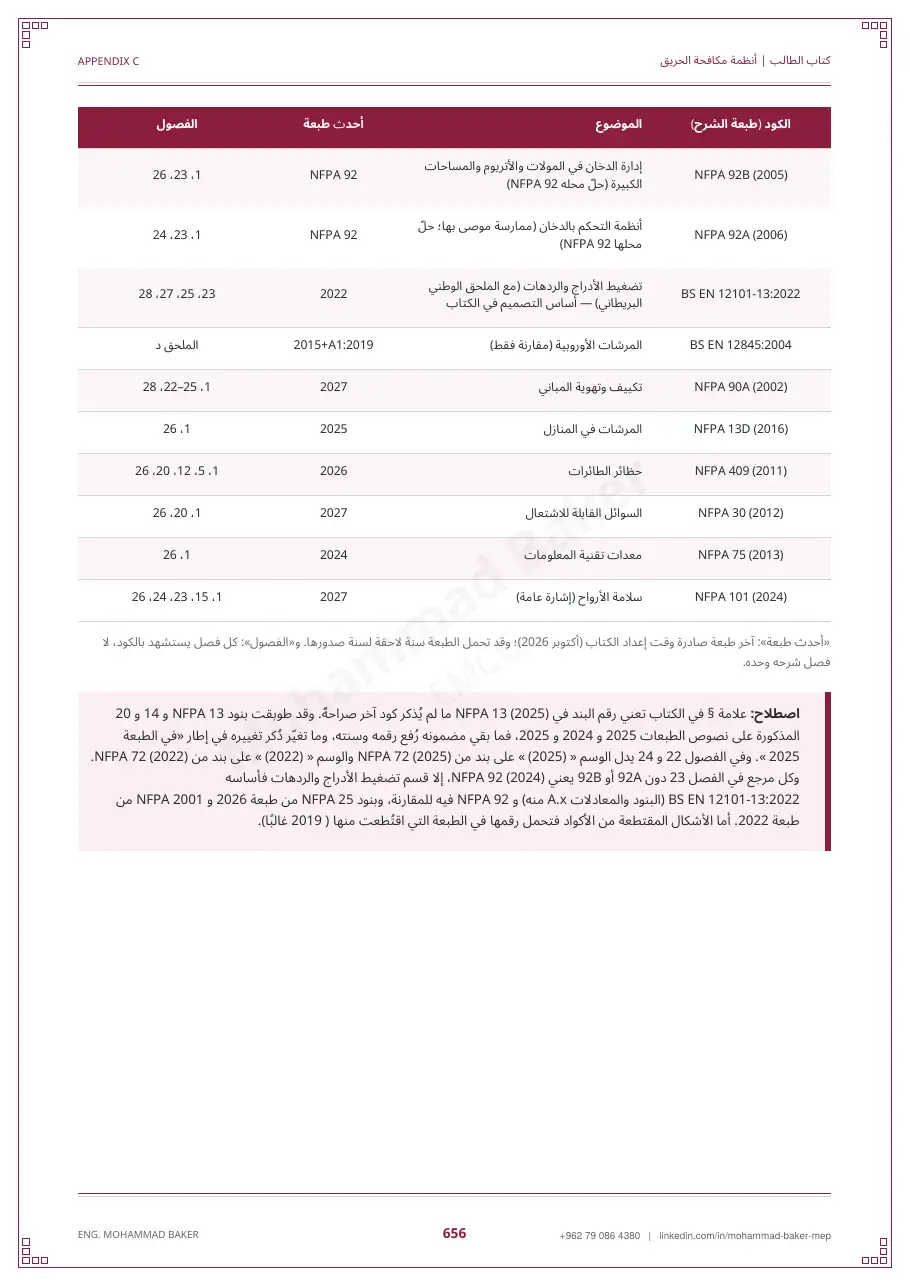 كتاب الطالب | أنظمة مكافحة الحريق
APPENDIX C
الكود (طبعة الشرح) الموضوع أحدث طبعة الفصول
NFPA 92B (2005) إدارة الدخان في المولات والأتريوم والمساحات الكبيرة (حلّ محله NFPA 92) NFPA 92 1، 23، 26
NFPA 92A (2006) أنظمة التحكم بالدخان (ممارسة موصى بها؛ حلّ محلها NFPA 92) NFPA 92 1، 23، 24
BS EN 12101-13:2022 تضغيط الأدراج والردهات (مع الملحق الوطني البريطاني) — أساس التصميم في الكتاب 2022 23، 25، 27، 28
BS EN 12845:2004 المرشات الأوروبية (مقارنة فقط) 2015+A1:2019 الملحق د
NFPA 90A (2002) تكييف وتهوية المباني 2027 1، 22–25، 28
NFPA 13D (2016) المرشات في المنازل 2025 1، 26
NFPA 409 (2011) حظائر الطائرات 2026 1، 5، 12، 20، 26
NFPA 30 (2012) السوائل القابلة للاشتعال 2027 1، 20، 26
NFPA 75 (2013) معدات تقنية المعلومات 2024 1، 26
NFPA 101 (2024) سلامة الأرواح (إشارة عامة) 2027 1، 15، 23، 24، 26
«أحدث طبعة»: آخر طبعة صادرة وقت إعداد الكتاب (أكتوبر 2026)؛ وقد تحمل الطبعة سنة لاحقة لسنة صدورها. و«الفصول»: كل فصل يستشهد بالكود، لا
فصل شرحه وحده.
اصطلاح: علامة § في الكتاب تعني رقم البند في NFPA 13 (2025) ما لم يُذكر كود آخر صراحةً. وقد طوبقت بنود NFPA 13 و 14 و 20
المذكورة على نصوص الطبعات 2025 و 2024 و 2025، فما بقي مضمونه رُفع رقمه وسنته، وما تغيّر ذُكر تغييره في إطار «في الطبعة
2025 ». وفي الفصول 22 و 24 يدل الوسم « (2025) » على بند من NFPA 72 (2025) والوسم « (2022) » على بند من NFPA 72 (2022).
وكل مرجع في الفصل 23 دون 92A أو 92B يعني NFPA 92 (2024)، إلا قسم تضغيط الأدراج والردهات فأساسه
BS EN 12101-13:2022 (البنود والمعادلات A.x منه) و NFPA 92 فيه للمقارنة، وبنود NFPA 25 من طبعة 2026 و NFPA 2001 من
طبعة 2022. أما الأشكال المقتطعة من الأكواد فتحمل رقمها في الطبعة التي اقتُطعت منها ( 2019 غالبًا).
ENG. MOHAMMAD BAKER
656
+962 79 086 4380 | linkedin.com/in/mohammad-baker-mep